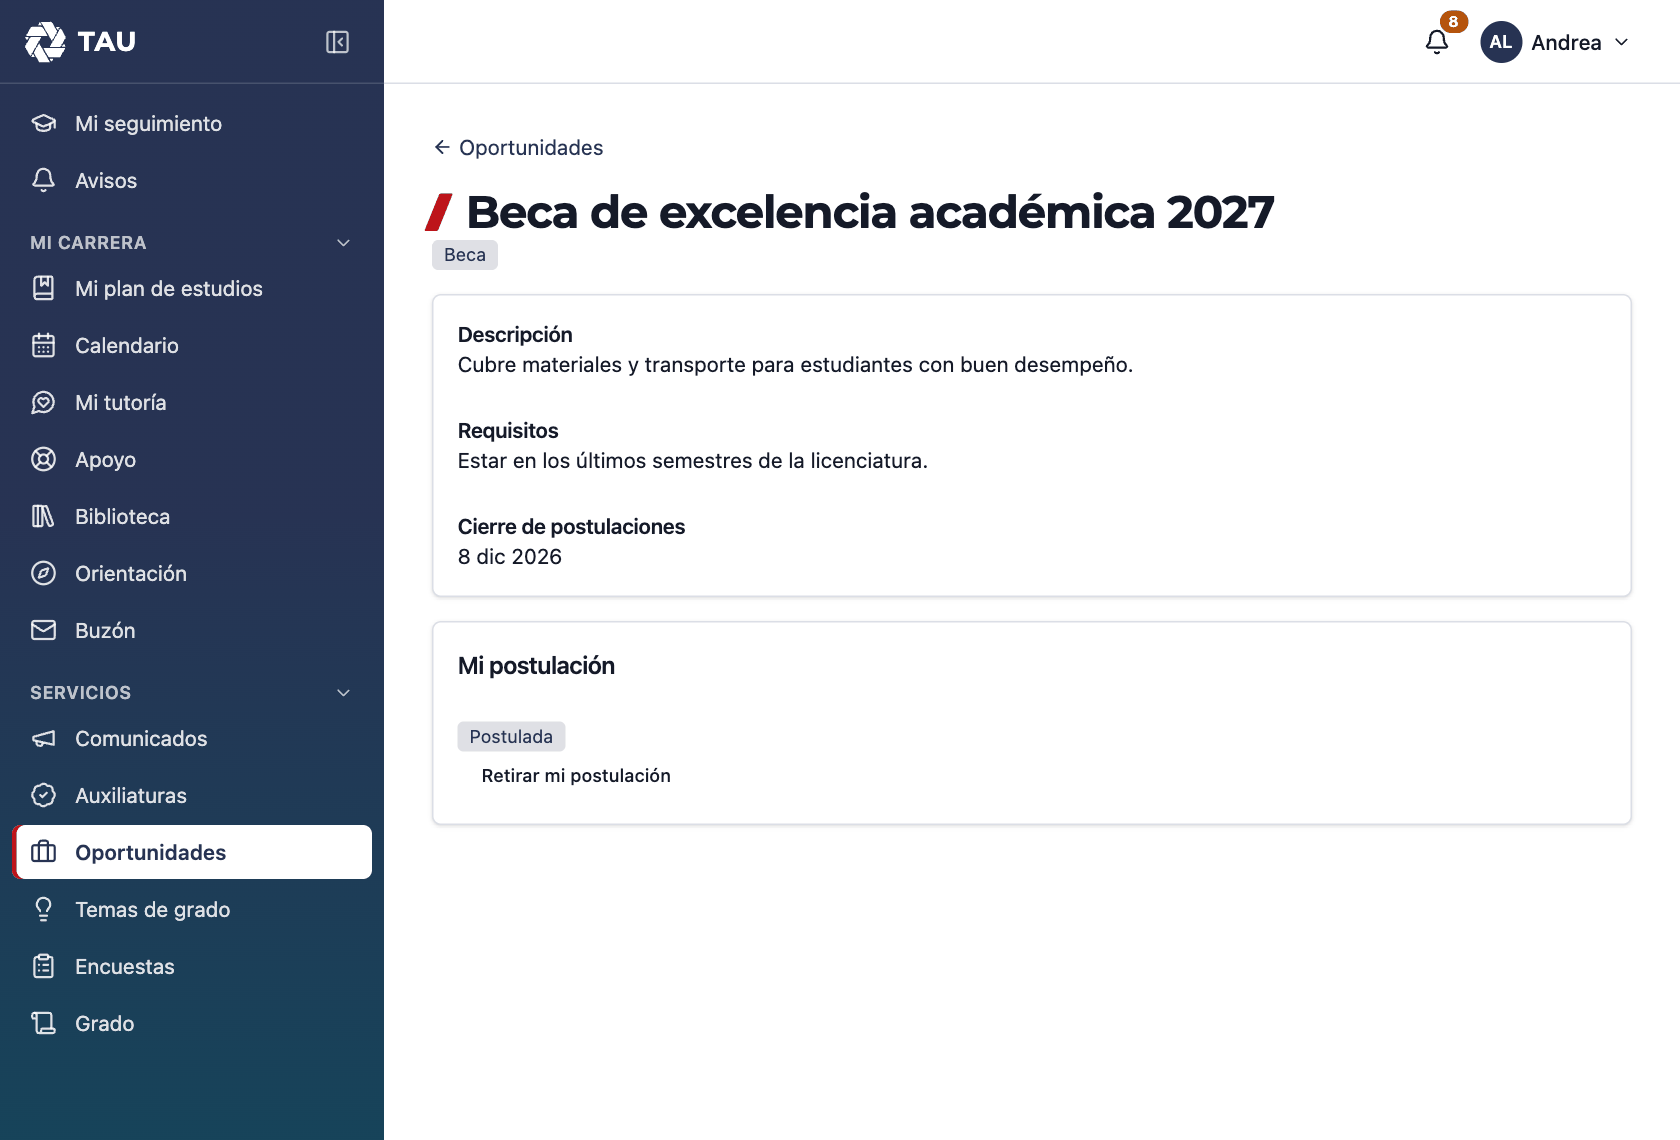 TAU
8
AL
Andrea
Mi seguimiento
Avisos
MI CARRERA
Mi plan de estudios
Calendario
Mi tutoría
Apoyo
Biblioteca
Orientación
Buzón
SERVICIOS
Comunicados
Auxiliaturas
Oportunidades
Temas de grado
Encuestas
Grado
Oportunidades
Beca de excelencia académica 2027
Beca
Descripción
Cubre materiales y transporte para estudiantes con buen desempeño.
Requisitos
Estar en los últimos semestres de la licenciatura.
Cierre de postulaciones
8 dic 2026
Mi postulación
Postulada
Retirar mi postulación